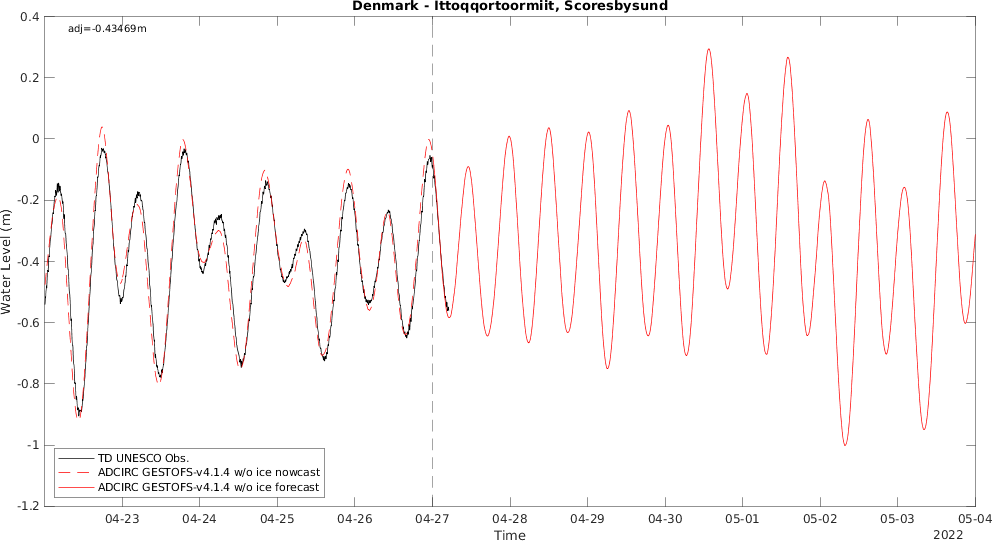 Denmark - Ittoqqortoormiit, Scoresbysund
adj=-0.43469m
0.4
0.2
0
-0.2
-0.4
-0.6
-0.8
-1
-1.2
Water Level (m)
TD UNESCO Obs.
ADCIRC GESTOFS-v4.1.4 w/o ice nowcast
ADCIRC GESTOFS-v4.1.4 w/o ice forecast
04-23 04-24 04-25 04-26 04-27 04-28 04-29 04-30 05-01 05-02 05-03 05-04
Time
2022